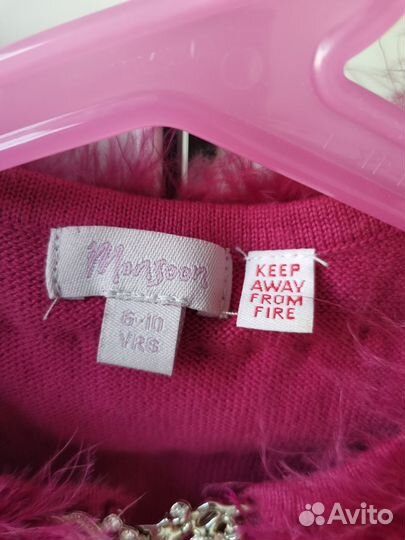 Monsoon
6-10
YRS
KEEP
AWAY
FROM
FIRE
Avito